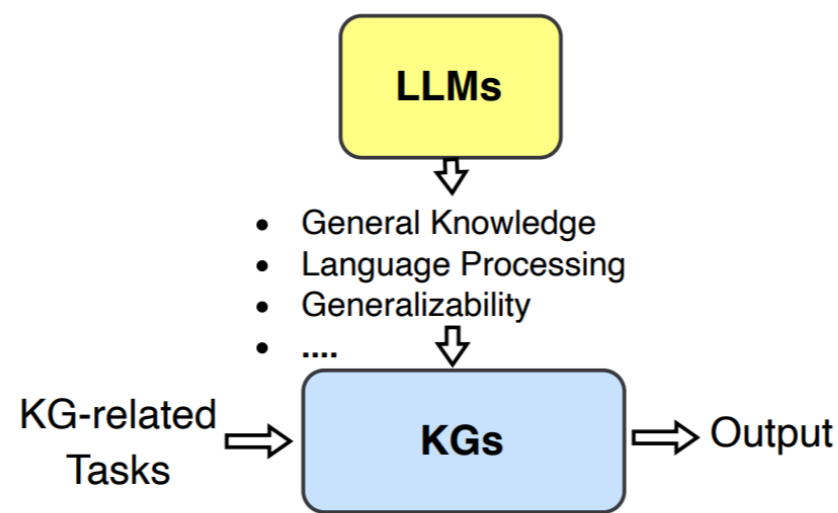 LLMs
• General Knowledge
• Language Processing
• Generalizability
• ....
KG-related
Tasks
KGs
Output